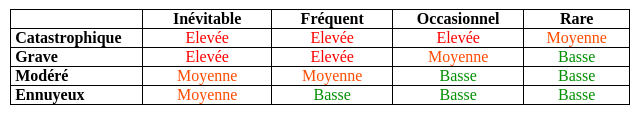 Inévitable Fréquent Occasionnel Rare
Catastrophique Elevée Elevée Elevée Moyenne
Grave Elevée Elevée Moyenne Basse
Modéré Moyenne Moyenne Basse Basse
Ennuyeux Moyenne Basse Basse Basse